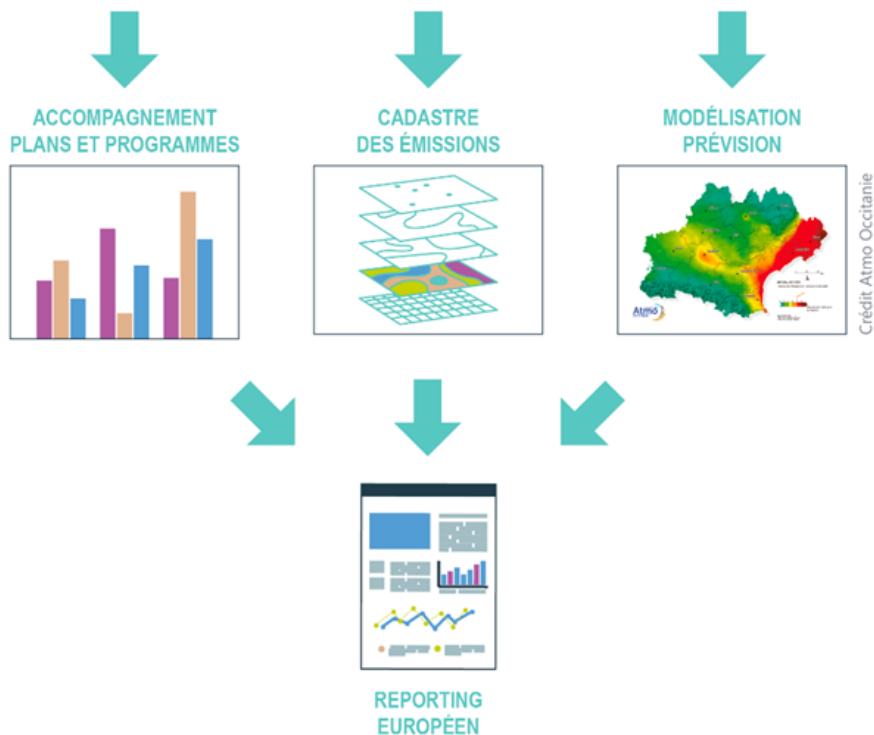 ACCOMPAGNEMENT
PLANS ET PROGRAMMES
CADASTRE
DES ÉMISSIONS
MODÉLISATION
PRÉVISION
Atmo
Crédit Atmo Occitanie
REPORTING
EUROPÉEN